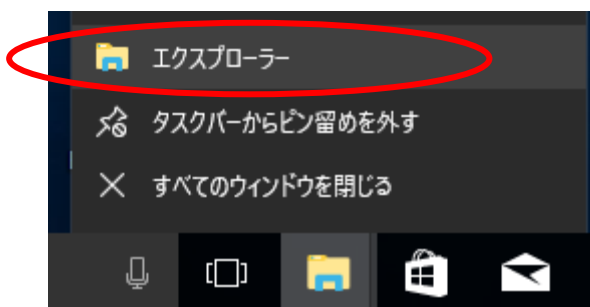 エクスプローラー
タスクバーからピン留めを外す
すべてのウィンドウを閉じる